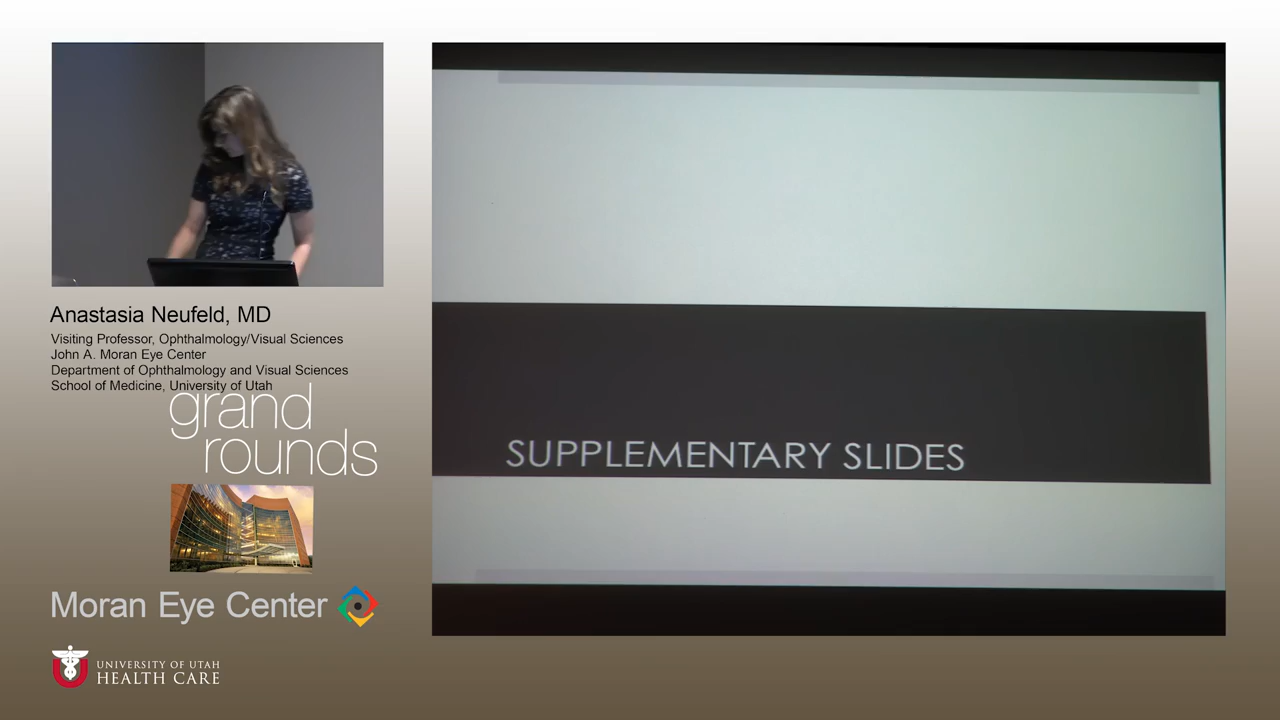 Anastasia Neufeld, MD
Visiting Professor, Ophthalmology/Visual Sciences
John A. Moran Eye Center
Department of Ophthalmology and Visual Sciences
School of Medicine, University of Utah
grand
rounds
Moran Eye Center
UNIVERSITY OF UTAH
HEALTH CARE
SUPPLEMENTARY SLIDES